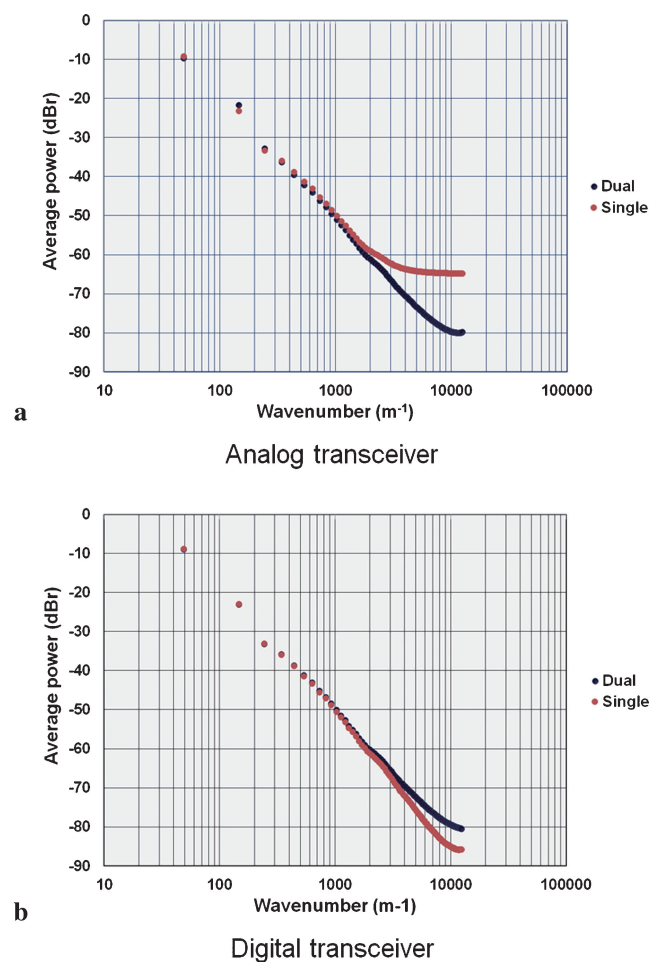 0
-10
-20
-30
-40
-50
-60
-70
-80
-90
Average power (dBr)
10 100 1000 10000 100000
Wavenumber (m-1)
Dual
Single
a
Analog transceiver
0
-10
-20
-30
-40
-50
-60
-70
-80
-90
Average power (dBr)
10 100 1000 10000 100000
Wavenumber (m-1)
Dual
Single
b
Digital transceiver